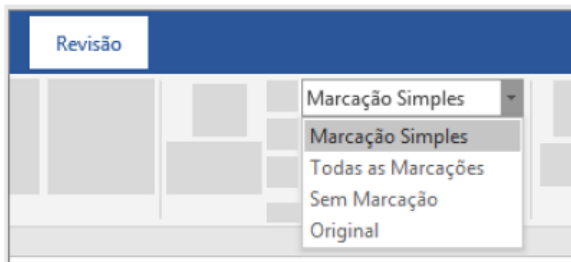 Revisão
Marcação Simples
Marcação Simples
Todas as Marcações
Sem Marcação
Original